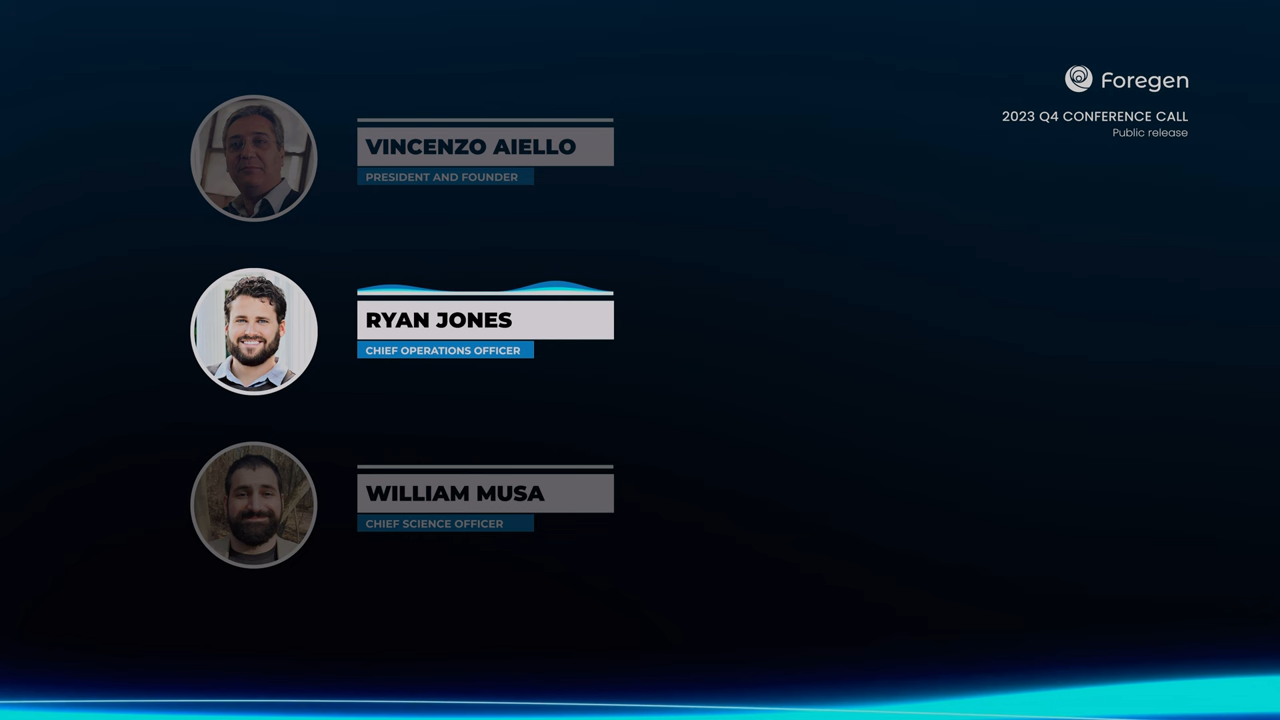 Foregen
2023 Q4 CONFERENCE CALL
Public release
VINCENZO AIELLO
PRESIDENT AND FOUNDER
RYAN JONES
CHIEF OPERATIONS OFFICER
WILLIAM MUSA
CHIEF SCIENCE OFFICER